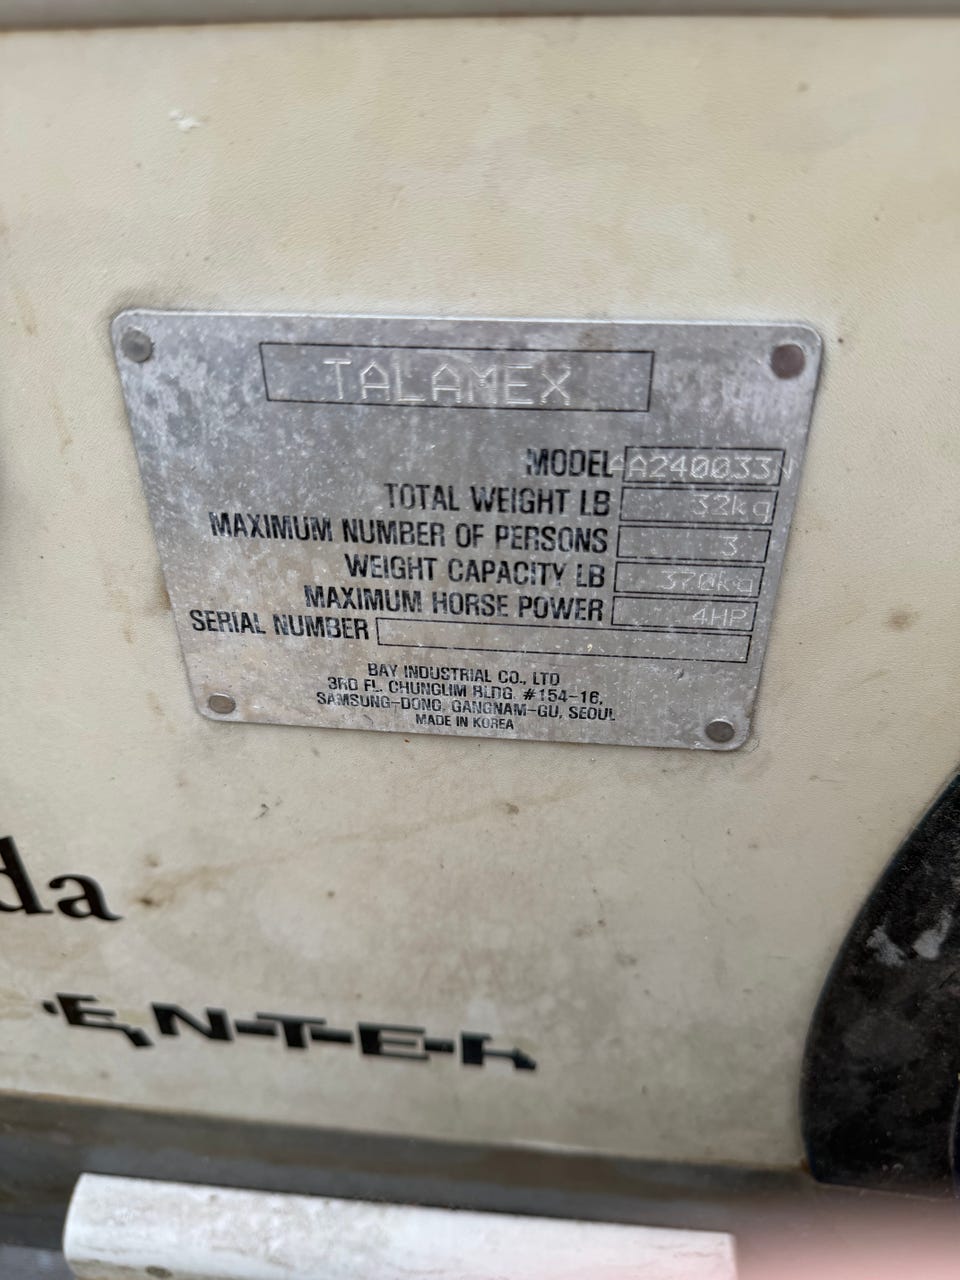 TALAMEX
MODEL AA240033N
TOTAL WEIGHT LB 32kg
MAXIMUM NUMBER OF PERSONS 3
WEIGHT CAPACITY LB 370kg
MAXIMUM HORSE POWER 4HP
SERIAL NUMBER
BAY INDUSTRIAL CO., LTD
3RD FL. CHUNGLIM BLDG. #154-16,
SAMSUNG-DONG, GANGNAM-GU, SEOUL
MADE IN KOREA
da
ENTER